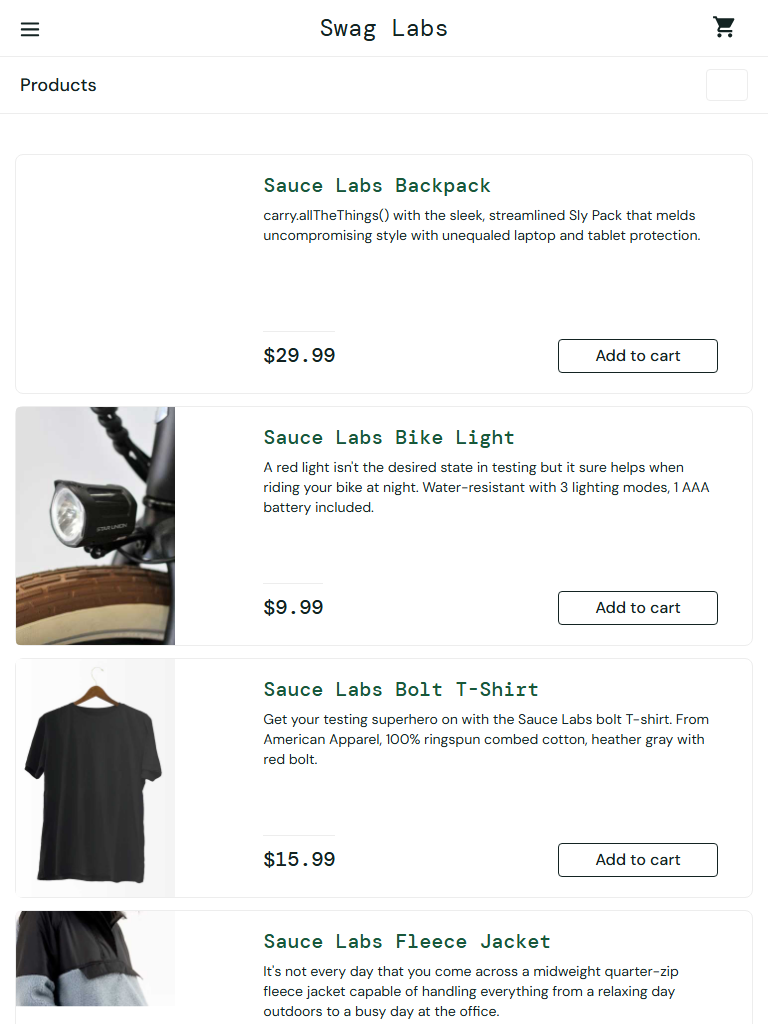 Swag Labs
Products
Sauce Labs Backpack
carry.allTheThings() with the sleek, streamlined Sly Pack that melds
uncompromising style with unequaled laptop and tablet protection.
$29.99
Add to cart
Sauce Labs Bike Light
A red light isn't the desired state in testing but it sure helps when
riding your bike at night. Water-resistant with 3 lighting modes, 1 AAA
battery included.
$9.99
Add to cart
Sauce Labs Bolt T-Shirt
Get your testing superhero on with the Sauce Labs bolt T-shirt. From
American Apparel, 100% ringspun combed cotton, heather gray with
red bolt.
$15.99
Add to cart
Sauce Labs Fleece Jacket
It's not every day that you come across a midweight quarter-zip
fleece jacket capable of handling everything from a relaxing day
outdoors to a busy day at the office.